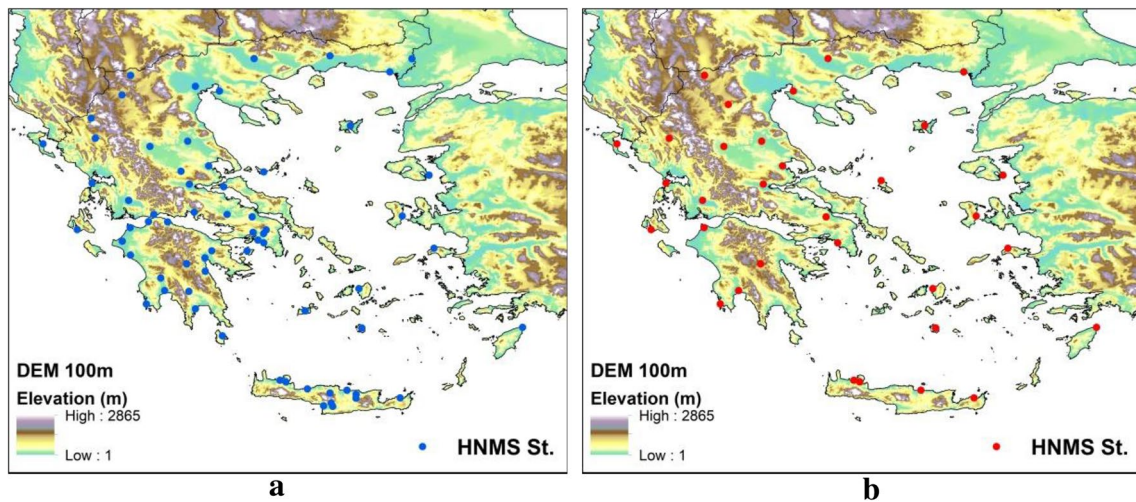 DEM 100m
Elevation (m)
High : 2865
Low : 1
HNMS St.
a
DEM 100m
Elevation (m)
High : 2865
Low : 1
HNMS St.
b